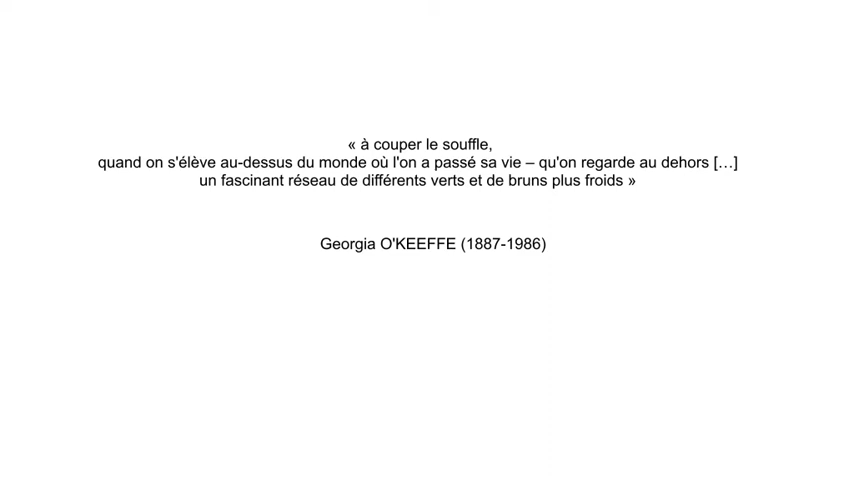 « à couper le souffle,
quand on s'élève au-dessus du monde où l'on a passé sa vie – qu'on regarde au dehors […]
un fascinant réseau de différents verts et de bruns plus froids »
Georgia O'KEEFFE (1887-1986)